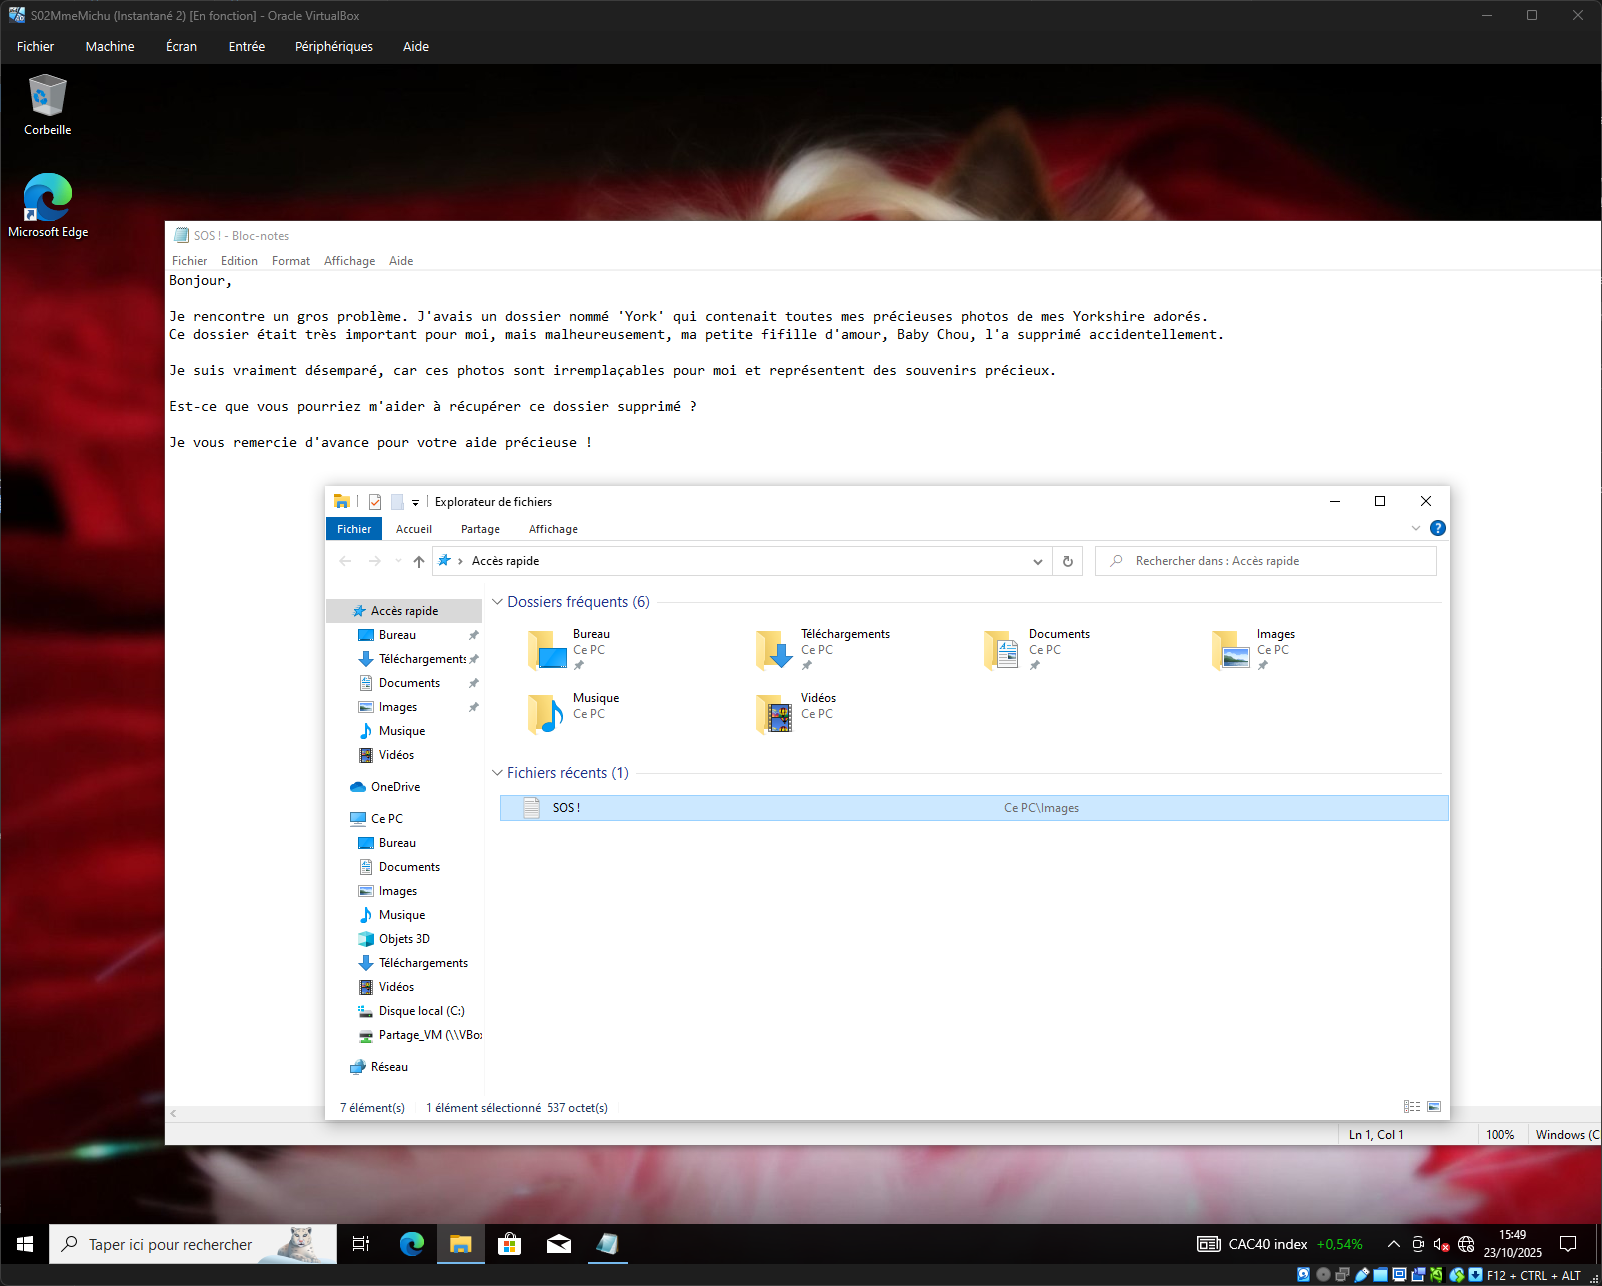 S02MmeMichu (Instantané 2) [En fonction] - Oracle VirtualBox
Fichier Machine Écran Entrée Périphériques Aide
Corbeille
Microsoft Edge
SOS ! - Bloc-notes
Fichier Edition Format Affichage Aide
Bonjour,
Je rencontre un gros problème. J'avais un dossier nommé 'York' qui contenait toutes mes précieuses photos de mes Yorkshire adorés.
Ce dossier était très important pour moi, mais malheureusement, ma petite fifille d'amour, Baby Chou, l'a supprimé accidentellement.
Je suis vraiment désemparé, car ces photos sont irremplaçables pour moi et représentent des souvenirs précieux.
Est-ce que vous pourriez m'aider à récupérer ce dossier supprimé ?
Je vous remercie d'avance pour votre aide précieuse !
Explorateur de fichiers
Fichier Accueil Partage Affichage
Accès rapide
Rechercher dans : Accès rapide
Accès rapide
Bureau
Téléchargements
Documents
Images
Musique
Vidéos
OneDrive
Ce PC
Bureau
Documents
Images
Musique
Objets 3D
Téléchargements
Vidéos
Disque local (C:)
Partage_VM (\\VBox
Réseau
Dossiers fréquents (6)
Bureau
Ce PC
Téléchargements
Ce PC
Documents
Ce PC
Images
Ce PC
Musique
Ce PC
Vidéos
Ce PC
Fichiers récents (1)
SOS ! Ce PC\Images
7 élément(s) 1 élément sélectionné 537 octet(s)
Ln 1, Col 1 100% Windows (C
Taper ici pour rechercher
CAC40 index +0,54%
15:49
23/10/2025
F12 + CTRL + ALT